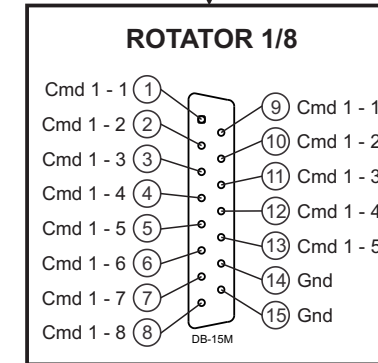 ROTATOR 1/8
Cmd 1 - 1 1
Cmd 1 - 2 2
Cmd 1 - 3 3
Cmd 1 - 4 4
Cmd 1 - 5 5
Cmd 1 - 6 6
Cmd 1 - 7 7
Cmd 1 - 8 8
9 Cmd 1 - 1
10 Cmd 1 - 2
11 Cmd 1 - 3
12 Cmd 1 - 4
13 Cmd 1 - 5
14 Gnd
15 Gnd
DB-15M